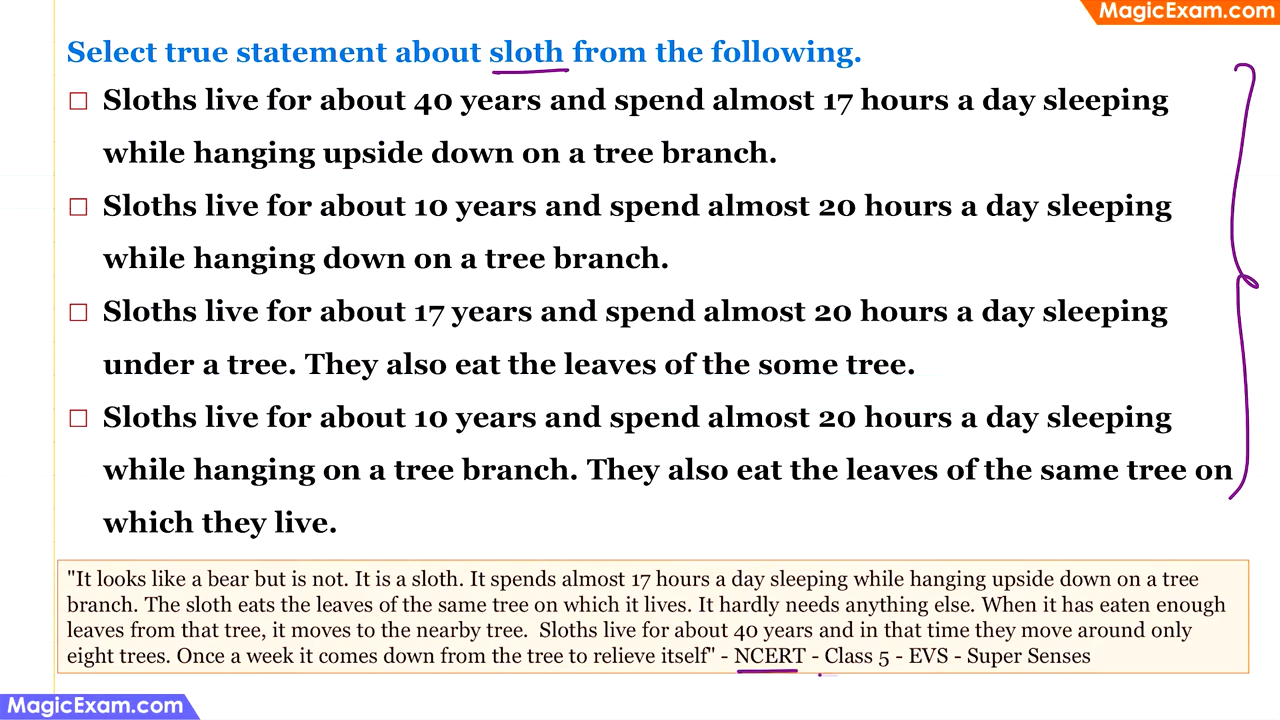 MagicExam.com
Select true statement about sloth from the following.
☐ Sloths live for about 40 years and spend almost 17 hours a day sleeping
while hanging upside down on a tree branch.
☐ Sloths live for about 10 years and spend almost 20 hours a day sleeping
while hanging down on a tree branch.
☐ Sloths live for about 17 years and spend almost 20 hours a day sleeping
under a tree. They also eat the leaves of the some tree.
☐ Sloths live for about 10 years and spend almost 20 hours a day sleeping
while hanging on a tree branch. They also eat the leaves of the same tree on
which they live.
"It looks like a bear but is not. It is a sloth. It spends almost 17 hours a day sleeping while hanging upside down on a tree
branch. The sloth eats the leaves of the same tree on which it lives. It hardly needs anything else. When it has eaten enough
leaves from that tree, it moves to the nearby tree. Sloths live for about 40 years and in that time they move around only
eight trees. Once a week it comes down from the tree to relieve itself" - NCERT - Class 5 - EVS - Super Senses
MagicExam.com